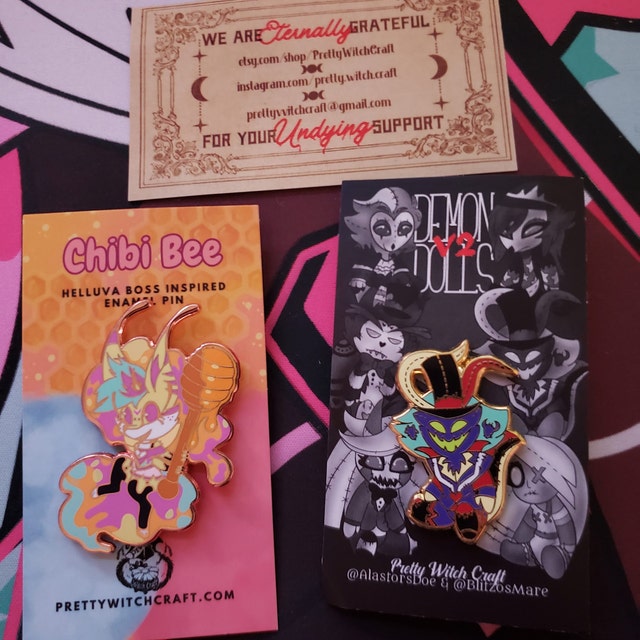 WE ARE Eternally GRATEFUL
etsy.com/shop/PrettyWitchCraft
instagram.com/pretty.witch.craft
prettyvvitchcraft@gmail.com
FOR YOUR Undying SUPPORT
Chibi Bee
HELLUVA BOSS INSPIRED
ENAMEL PIN
PRETTYWITCHCRAFT.COM
DEMON
V2
DOLLS
Pretty Witch Craft
@AlastorsDoe & @BlitzosMare